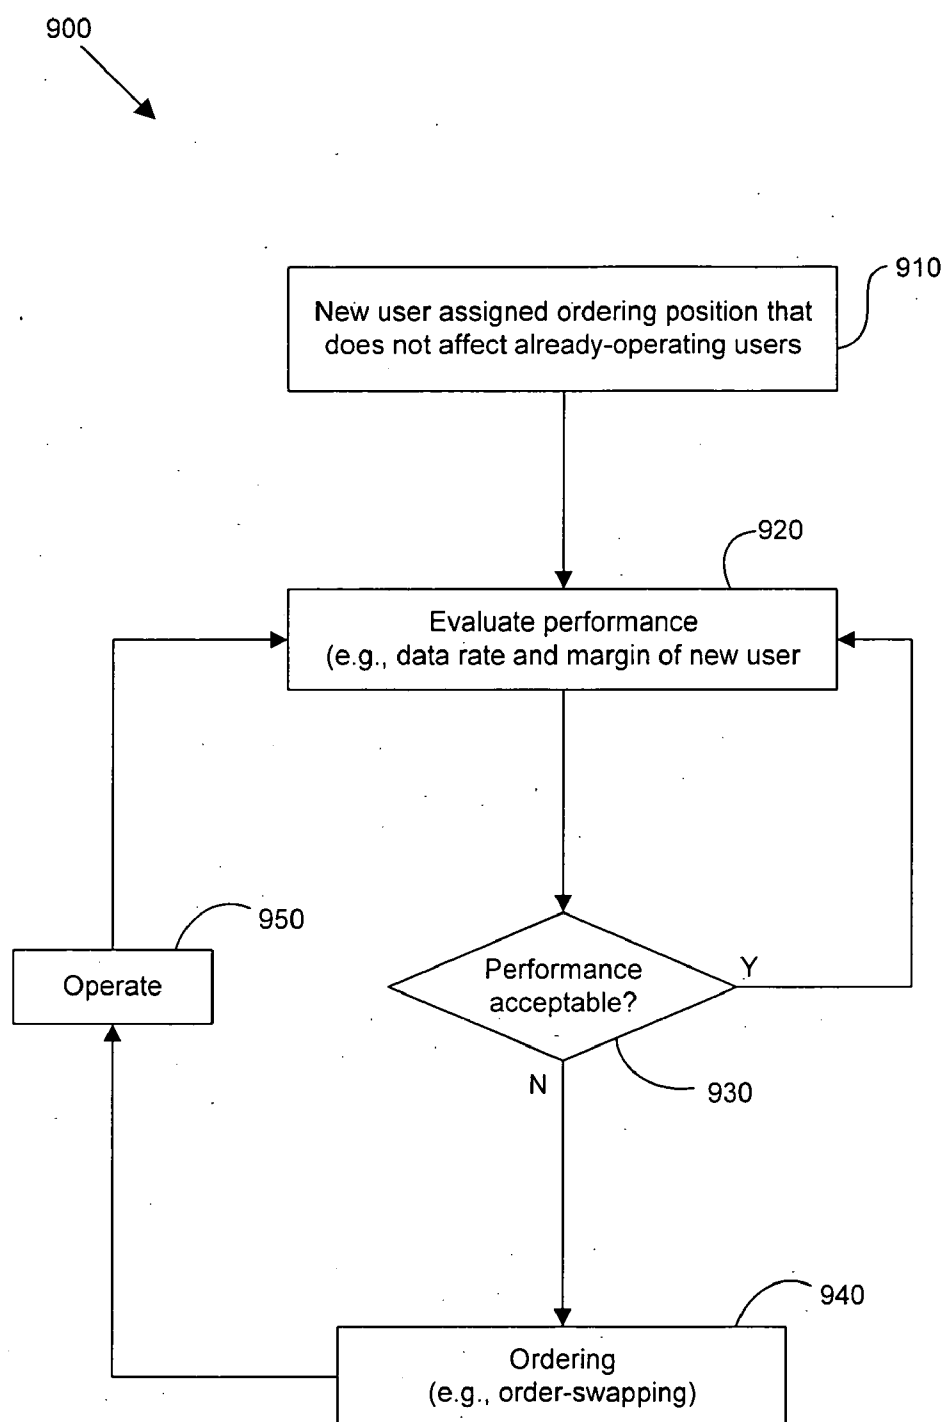 900
910
New user assigned ordering position that
does not affect already-operating users
920
Evaluate performance
(e.g., data rate and margin of new user
950
Operate
Performance
acceptable?
Y
N
930
940
Ordering
(e.g., order-swapping)